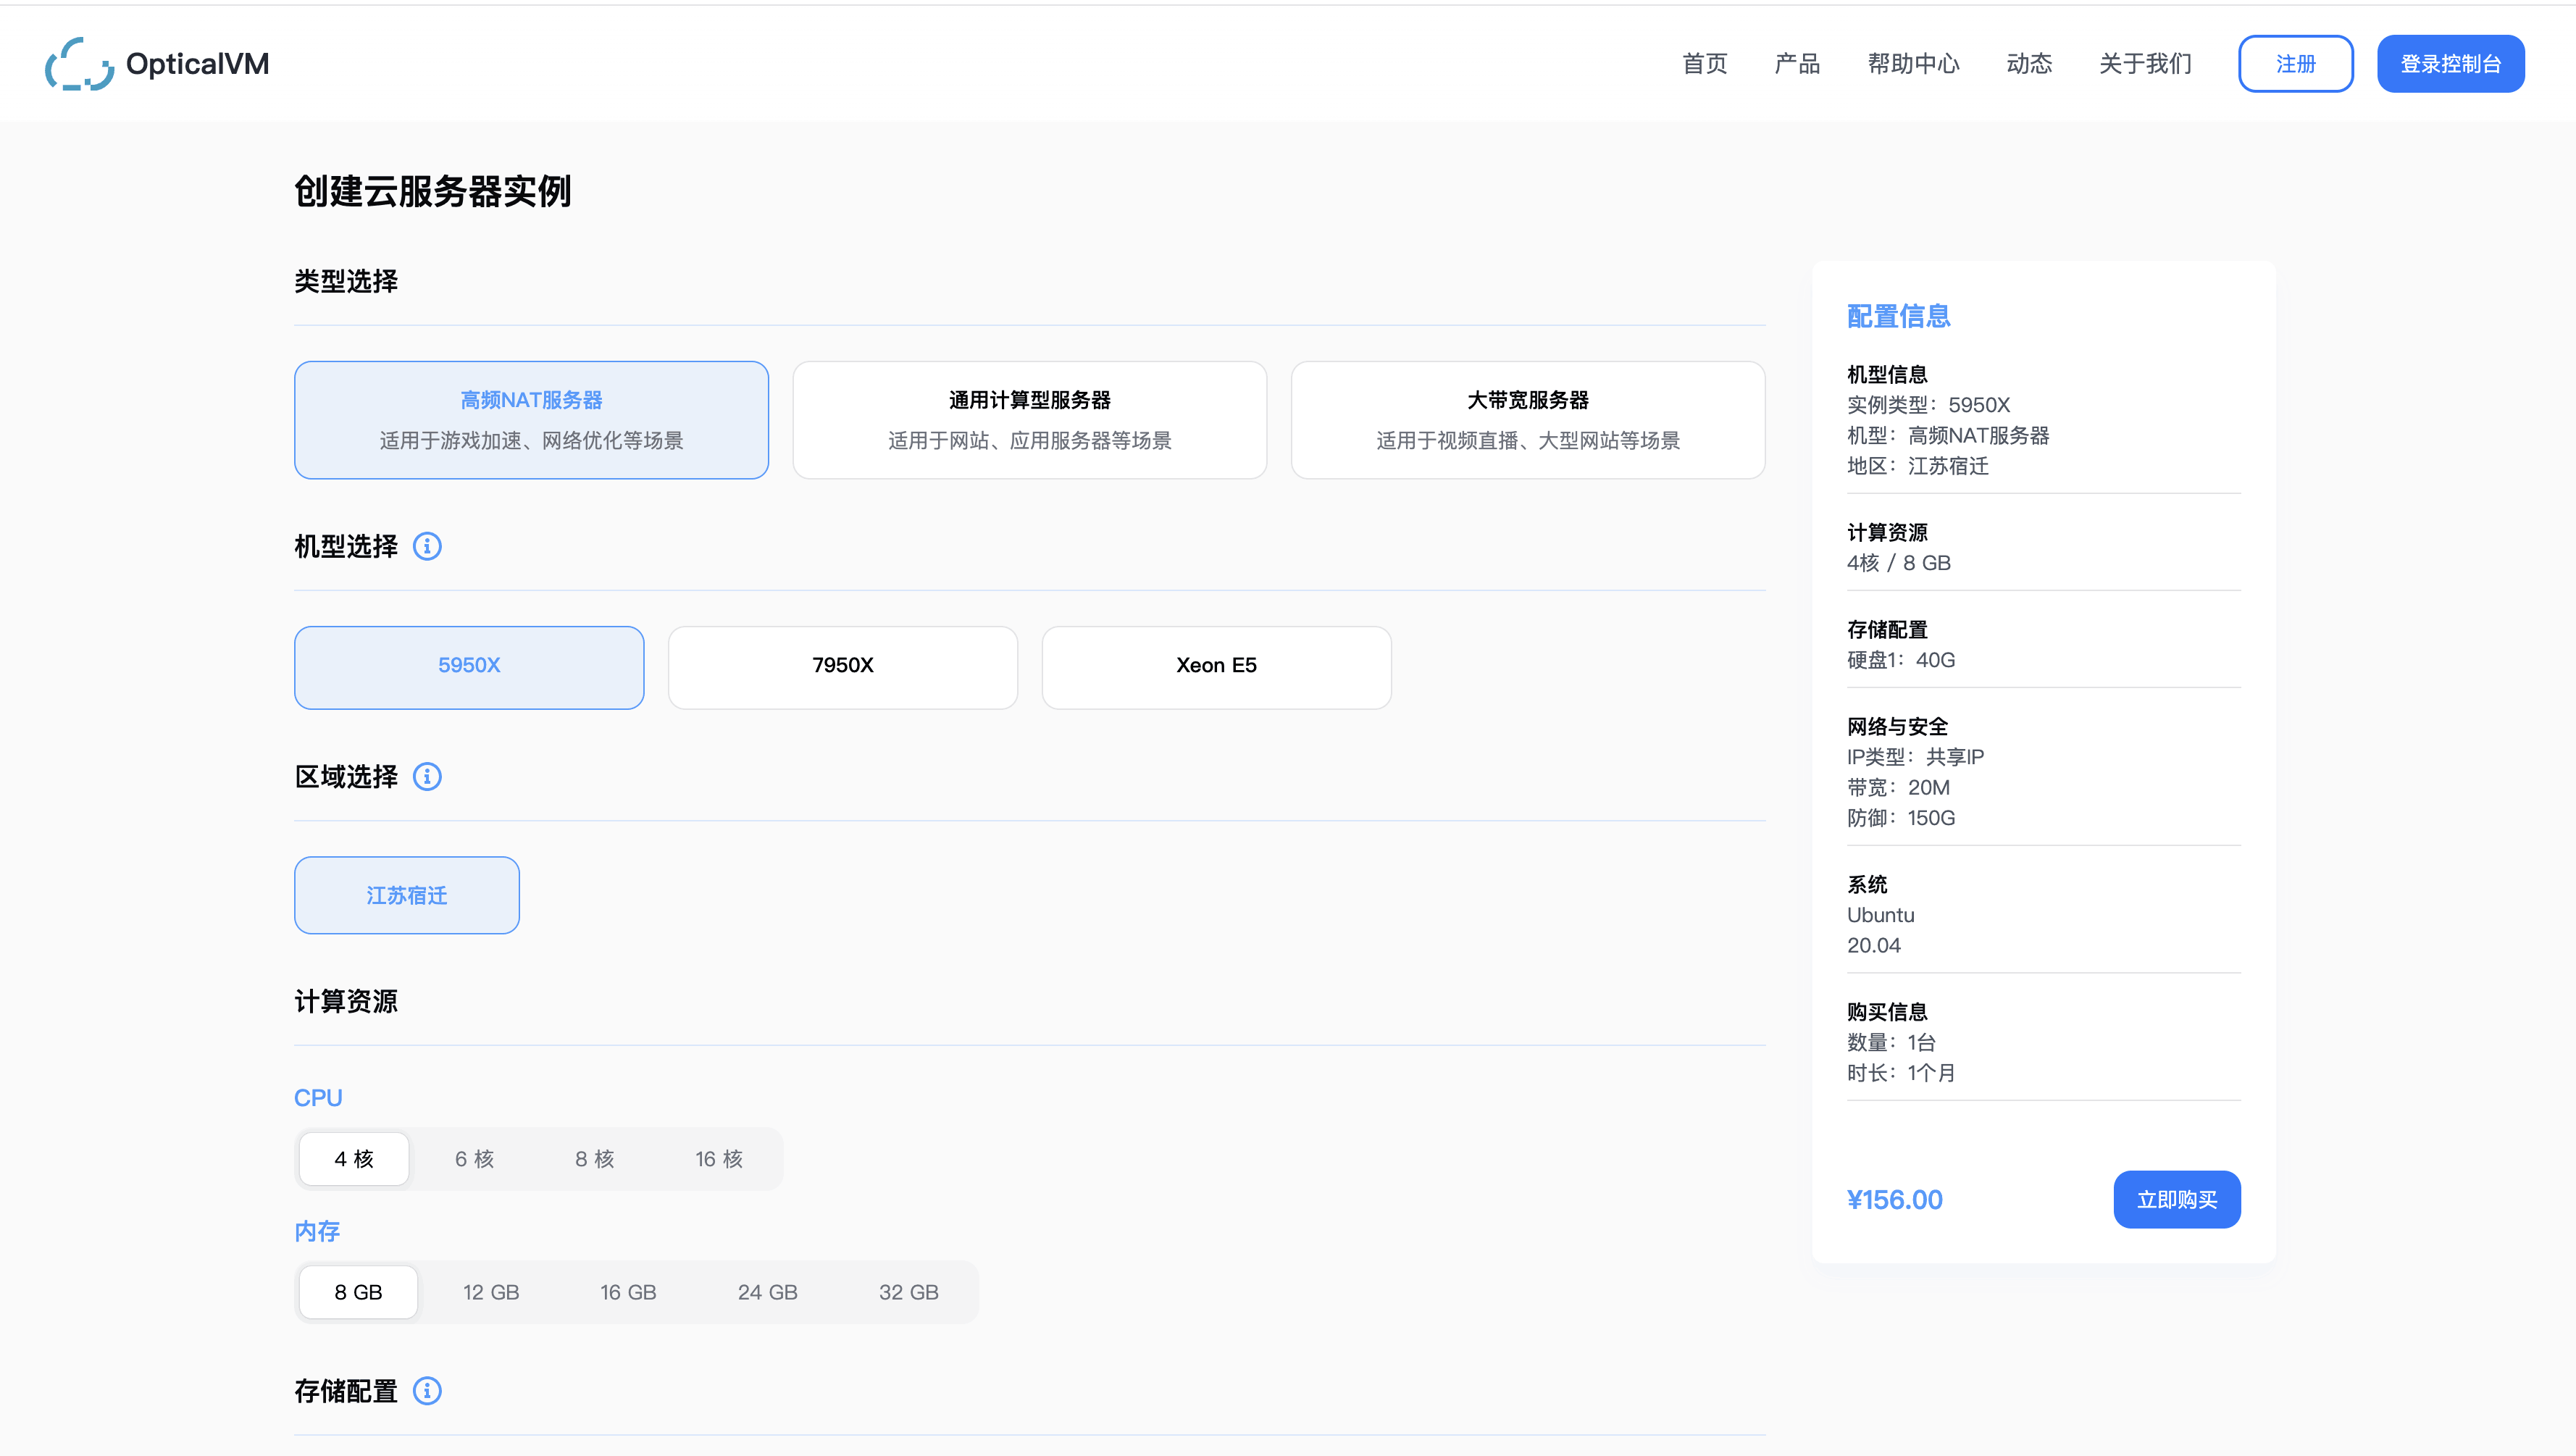 OpticalVM
首页 产品 帮助中心 动态 关于我们 注册 登录控制台
创建云服务器实例
类型选择
高频NAT服务器
适用于游戏加速、网络优化等场景
通用计算型服务器
适用于网站、应用服务器等场景
大带宽服务器
适用于视频直播、大型网站等场景
机型选择
5950X
7950X
Xeon E5
区域选择
江苏宿迁
计算资源
CPU
4 核 6 核 8 核 16 核
内存
8 GB 12 GB 16 GB 24 GB 32 GB
存储配置
配置信息
机型信息
实例类型：5950X
机型：高频NAT服务器
地区：江苏宿迁
计算资源
4核 / 8 GB
存储配置
硬盘1：40G
网络与安全
IP类型：共享IP
带宽：20M
防御：150G
系统
Ubuntu
20.04
购买信息
数量：1台
时长：1个月
¥156.00
立即购买